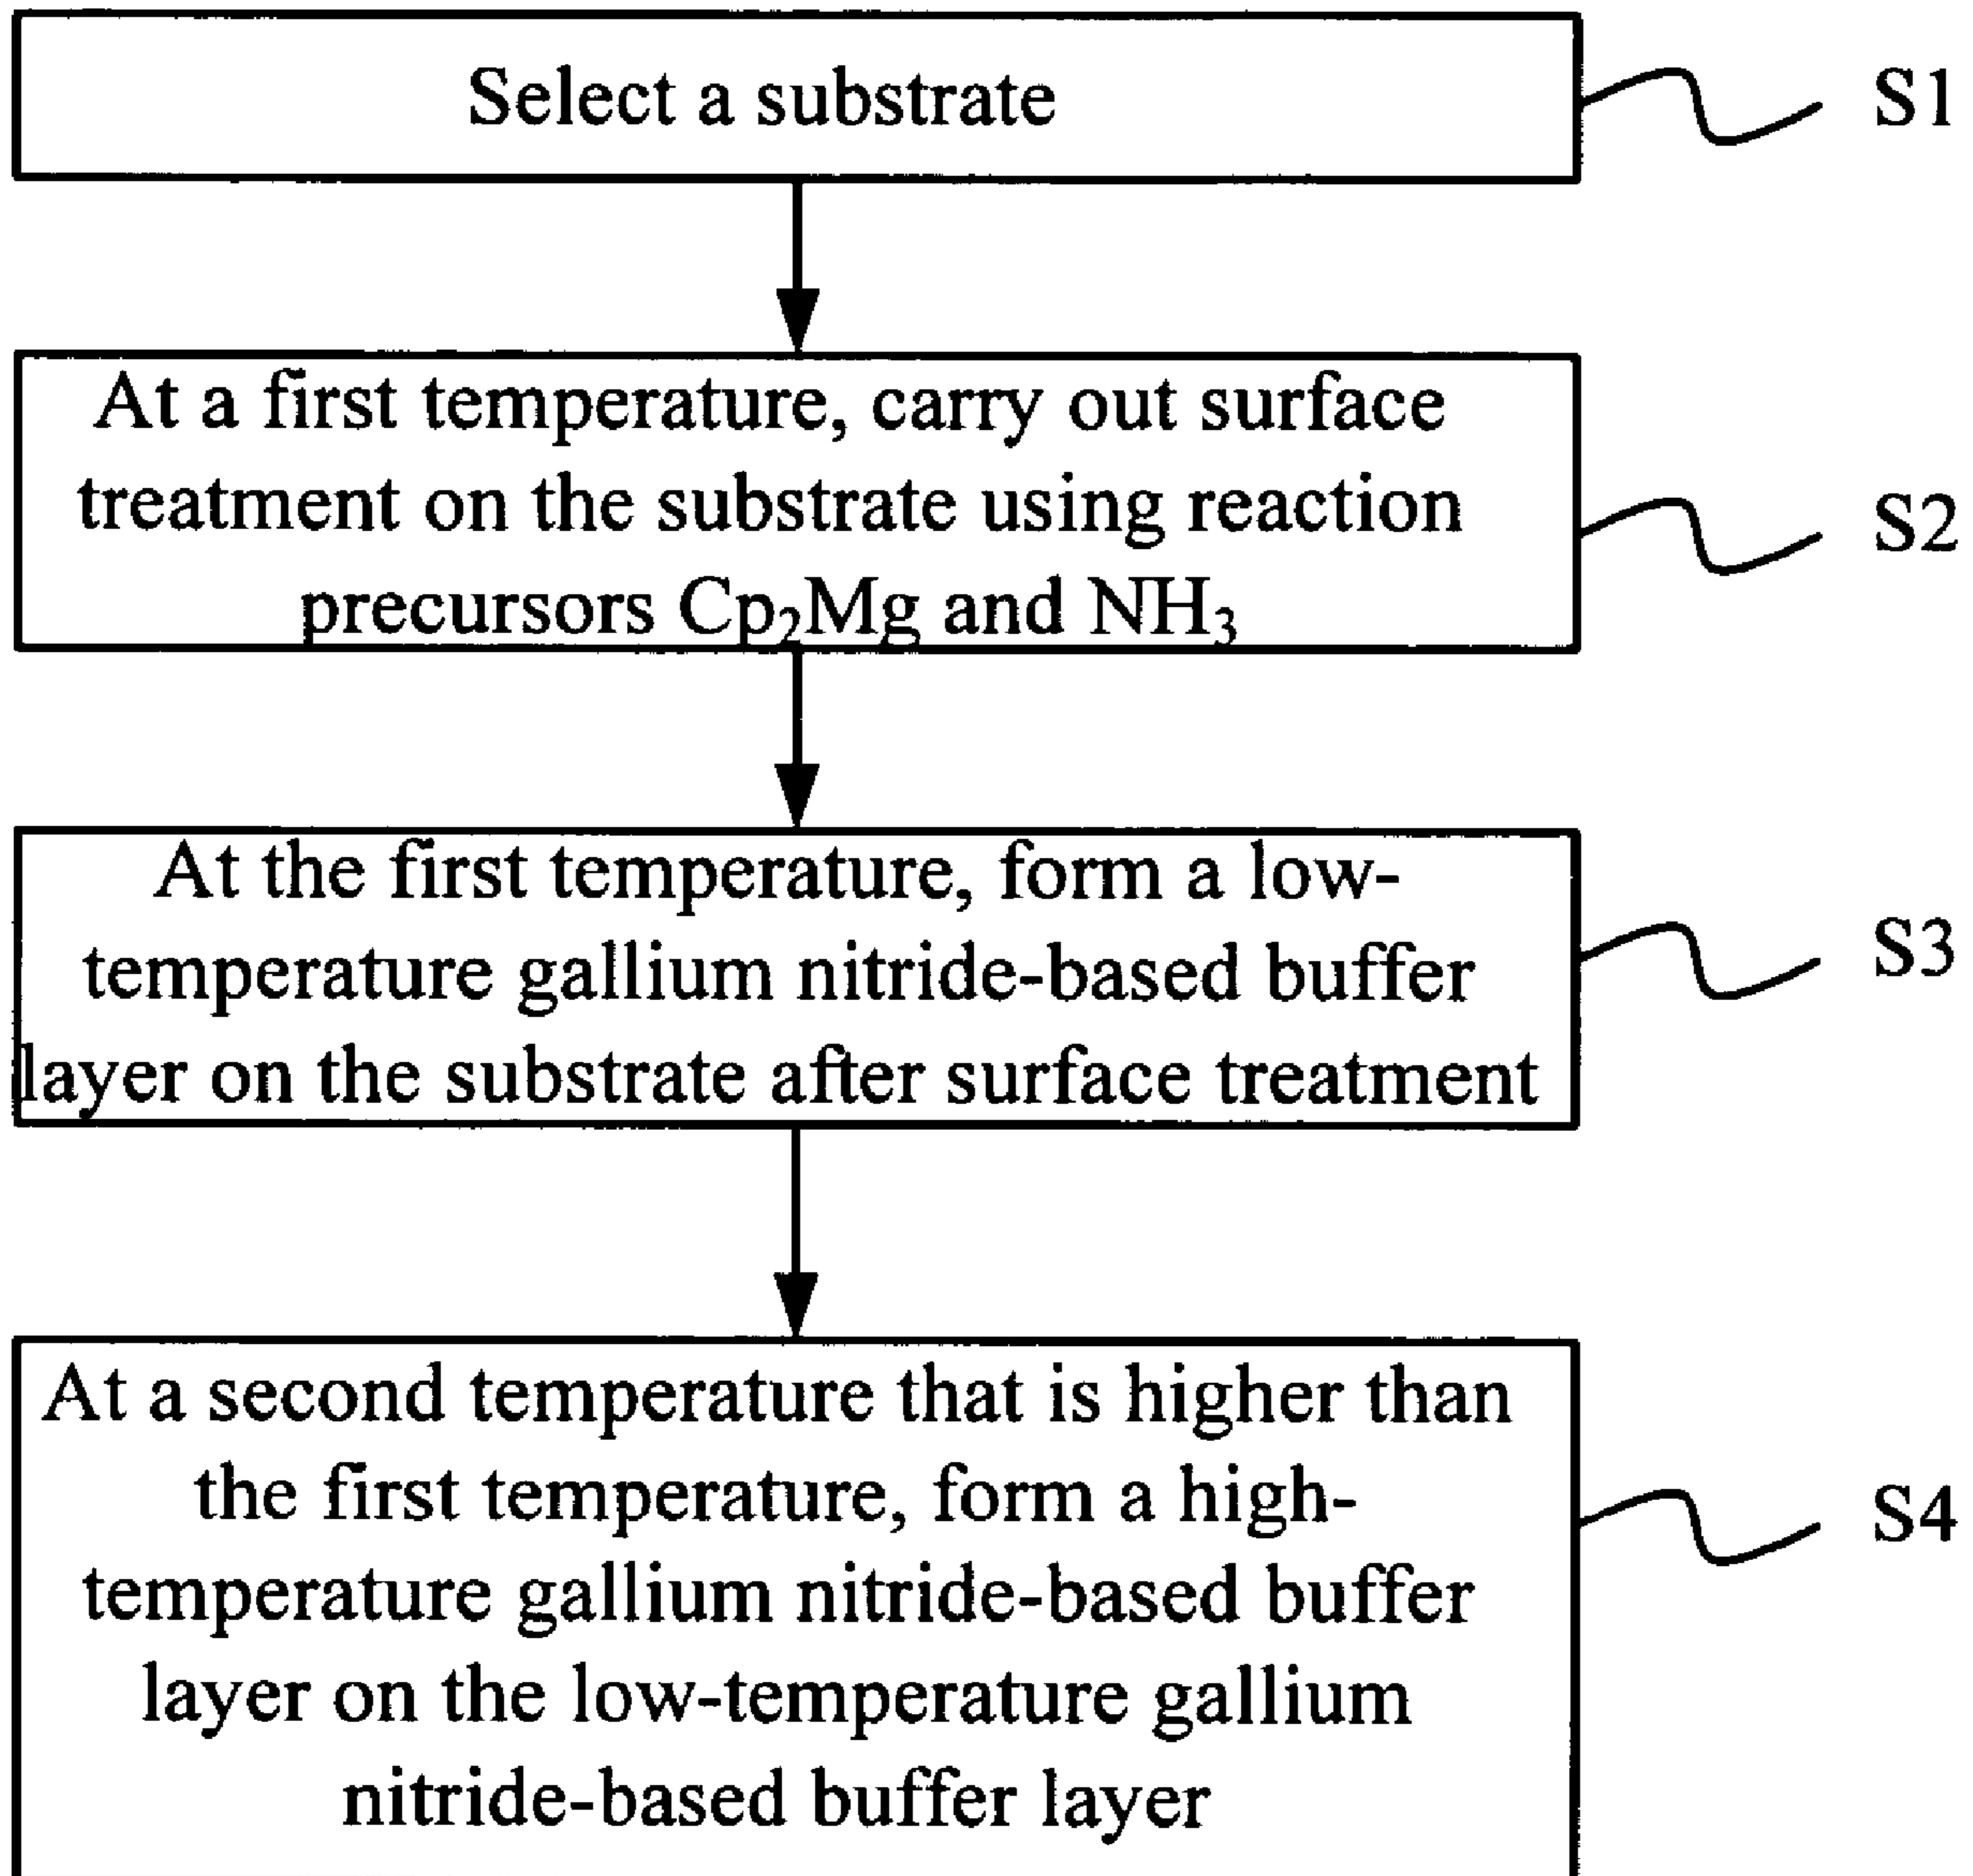 Select a substrate
S1
At a first temperature, carry out surface
treatment on the substrate using reaction
S2
precursors Cp₂Mg and NH₃
At the first temperature, form a low-
temperature gallium nitride-based buffer
S3
layer on the substrate after surface treatment
At a second temperature that is higher than
the first temperature, form a high-
S4
temperature gallium nitride-based buffer
layer on the low-temperature gallium
nitride-based buffer layer